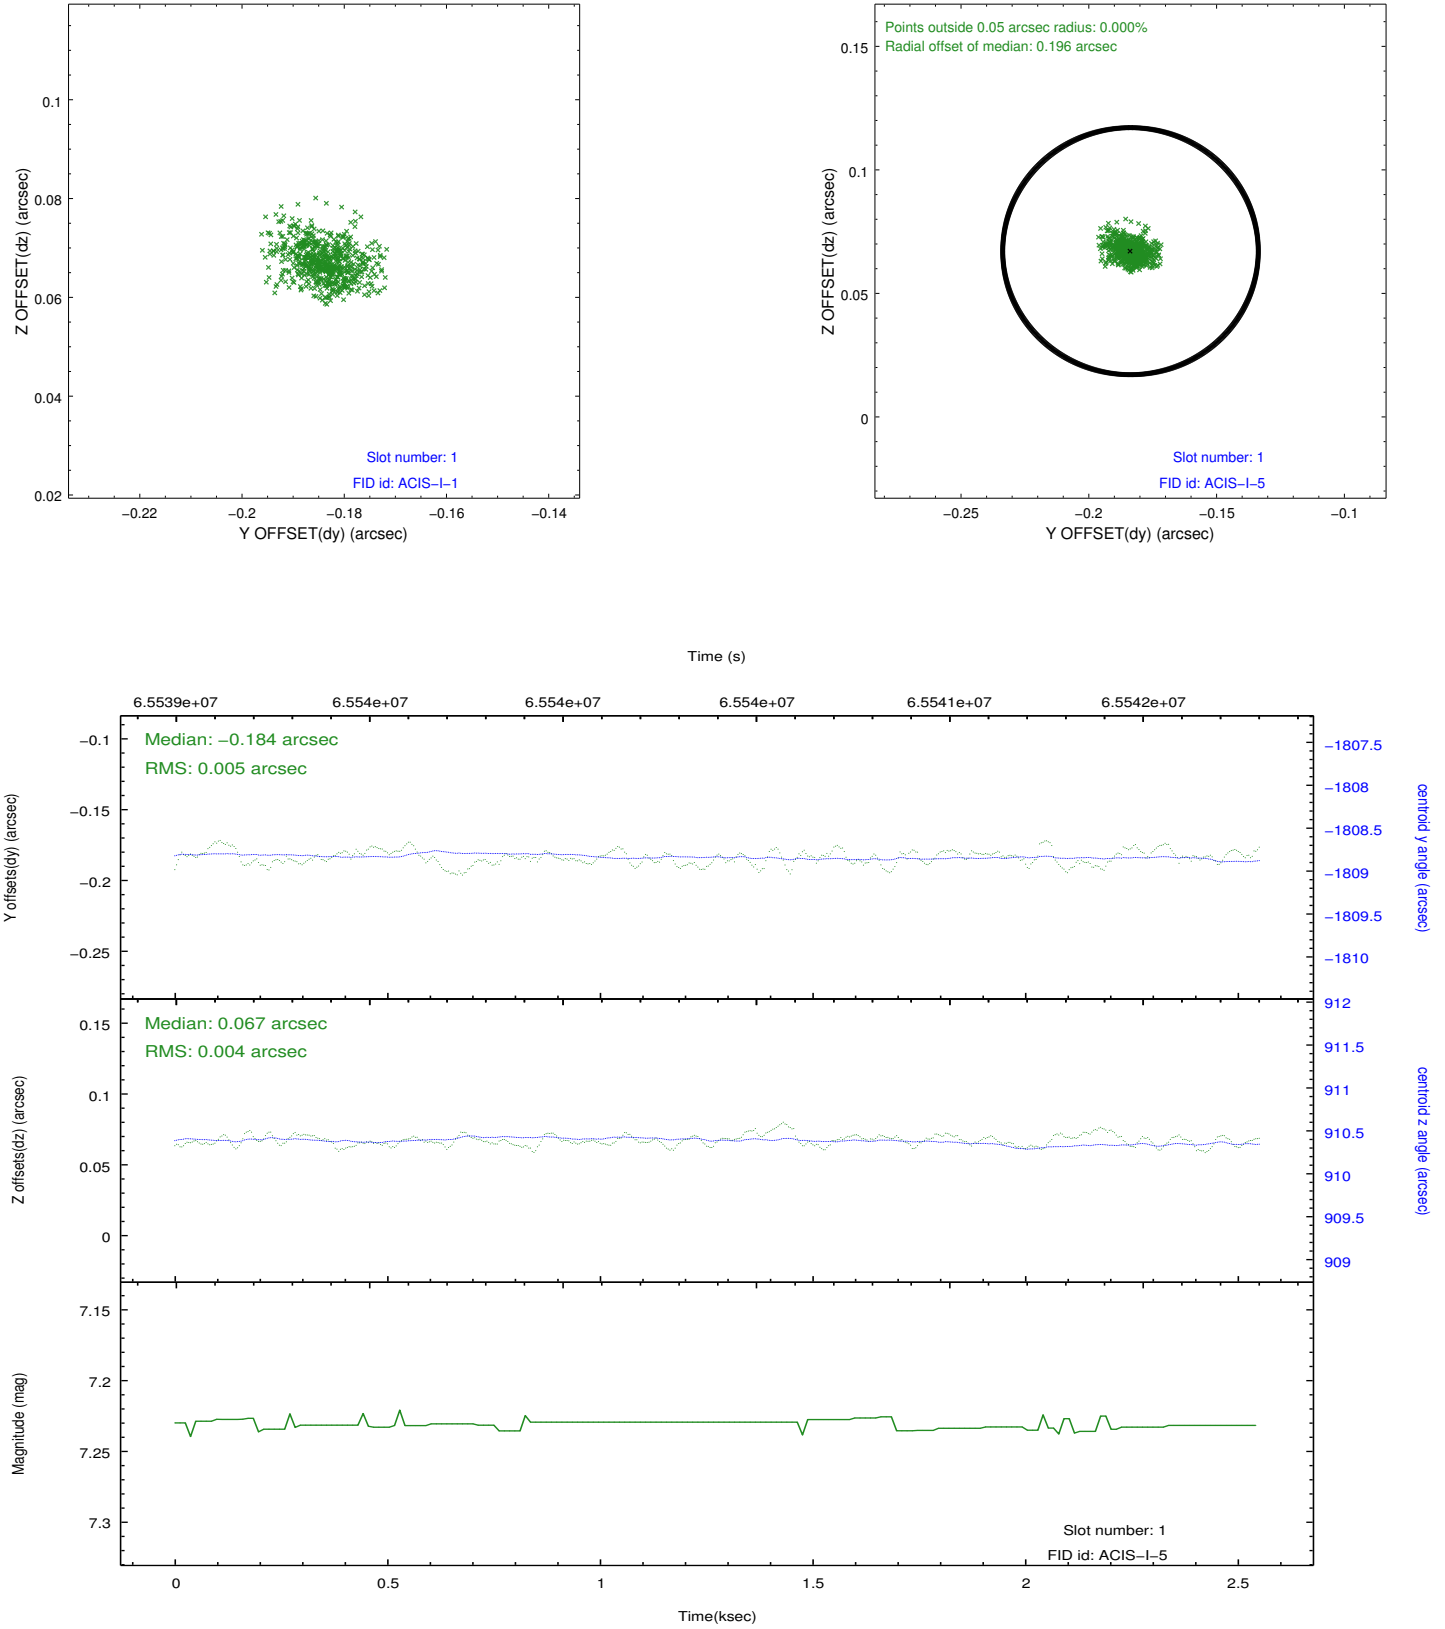 0.1
0.08
0.06
0.04
0.02
Z OFFSET(dz) (arcsec)
Slot number: 1
FID id: ACIS−I−1
−0.22 −0.2 −0.18 −0.16 −0.14
Y OFFSET(dy) (arcsec)
Points outside 0.05 arcsec radius: 0.000%
Radial offset of median: 0.196 arcsec
0.15
0.1
0.05
0
Z OFFSET(dz) (arcsec)
Slot number: 1
FID id: ACIS−I−5
−0.25 −0.2 −0.15 −0.1
Y OFFSET(dy) (arcsec)
Time (s)
6.5539e+07 6.554e+07 6.554e+07 6.554e+07 6.5541e+07 6.5542e+07
Median: −0.184 arcsec
RMS: 0.005 arcsec
−0.1
−0.15
−0.2
−0.25
Y offsets(dy) (arcsec)
−1807.5
−1808
−1808.5
−1809
−1809.5
−1810
centroid y angle (arcsec)
Median: 0.067 arcsec
RMS: 0.004 arcsec
0.15
0.1
0.05
0
Z offsets(dz) (arcsec)
912
911.5
911
910.5
910
909.5
909
centroid z angle (arcsec)
7.15
7.2
7.25
7.3
Magnitude (mag)
Slot number: 1
FID id: ACIS−I−5
0 0.5 1 1.5 2 2.5
Time(ksec)